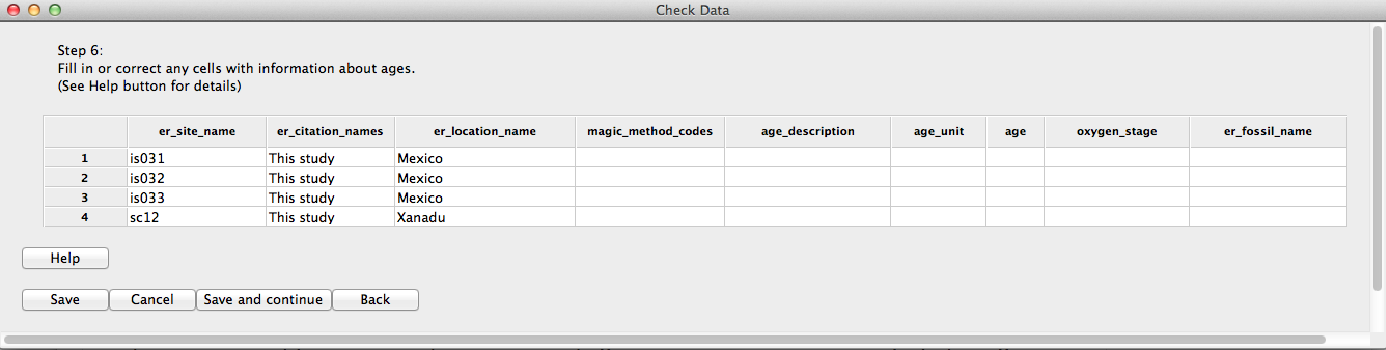 Check Data
Step 6:
Fill in or correct any cells with information about ages.
(See Help button for details)
er_site_name er_citation_names er_location_name magic_method_codes age_description age_unit age oxygen_stage er_fossil_name
1 is031 This study Mexico
2 is032 This study Mexico
3 is033 This study Mexico
4 sc12 This study Xanadu
Help
Save Cancel Save and continue Back